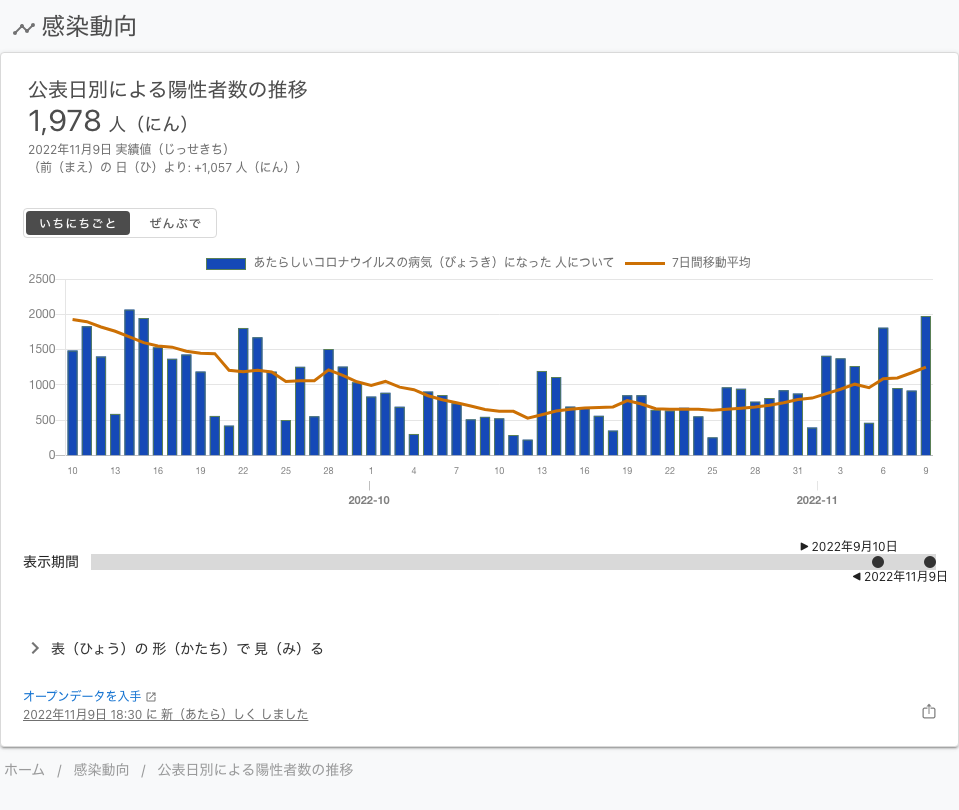 感染動向
公表日別による陽性者数の推移
1,978 人（にん）
2022年11月9日 実績値（じっせきち）
（前（まえ）の 日（ひ）より: +1,057 人（にん））
いちにちごと ぜんぶで
あたらしいコロナウイルスの病気（びょうき）になった 人について 7日間移動平均
2500
2000
1500
1000
500
0
10 13 16 19 22 25 28 1 4 7 10 13 16 19 22 25 28 31 3 6 9
2022-10 2022-11
2022年9月10日
表示期間
2022年11月9日
表（ひょう）の 形（かたち）で 見（み）る
オープンデータを入手
2022年11月9日 18:30 に 新（あたら）しく しました
ホーム / 感染動向 / 公表日別による陽性者数の推移